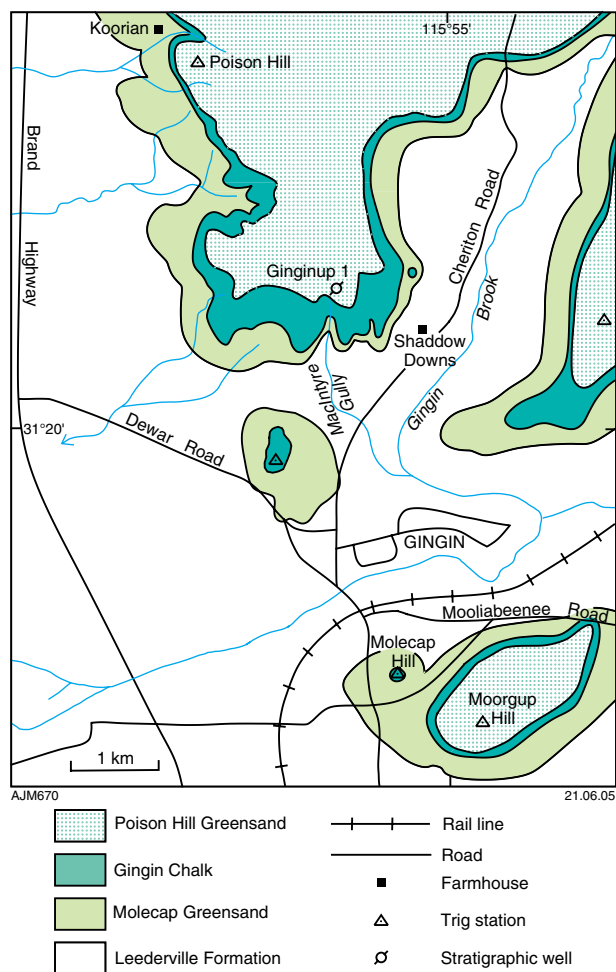 Koorian
115°55'
Poison Hill
Brand
Highway
Cheriton Road
Ginginup 1
Brook
Gingin
Shaddow
Downs
MacIntyre
Gully
31°20'
Dewar Road
GINGIN
Mooliabeenee Road
Molecap
Hill
Moorgup
Hill
1 km
AJM670
21.06.05
Poison Hill Greensand
Gingin Chalk
Molecap Greensand
Leederville Formation
Rail line
Road
Farmhouse
Trig station
Stratigraphic well